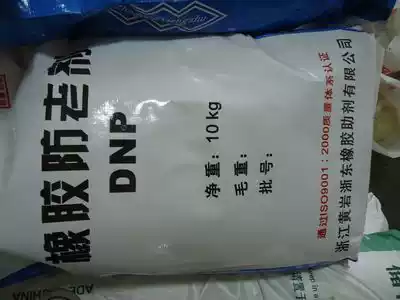 橡胶防老剂
DNP
净重：10kg
毛重：
批号：
通过ISO9001：2000质量体系认证
浙江黄岩浙东橡胶助剂有限公司
CHINA